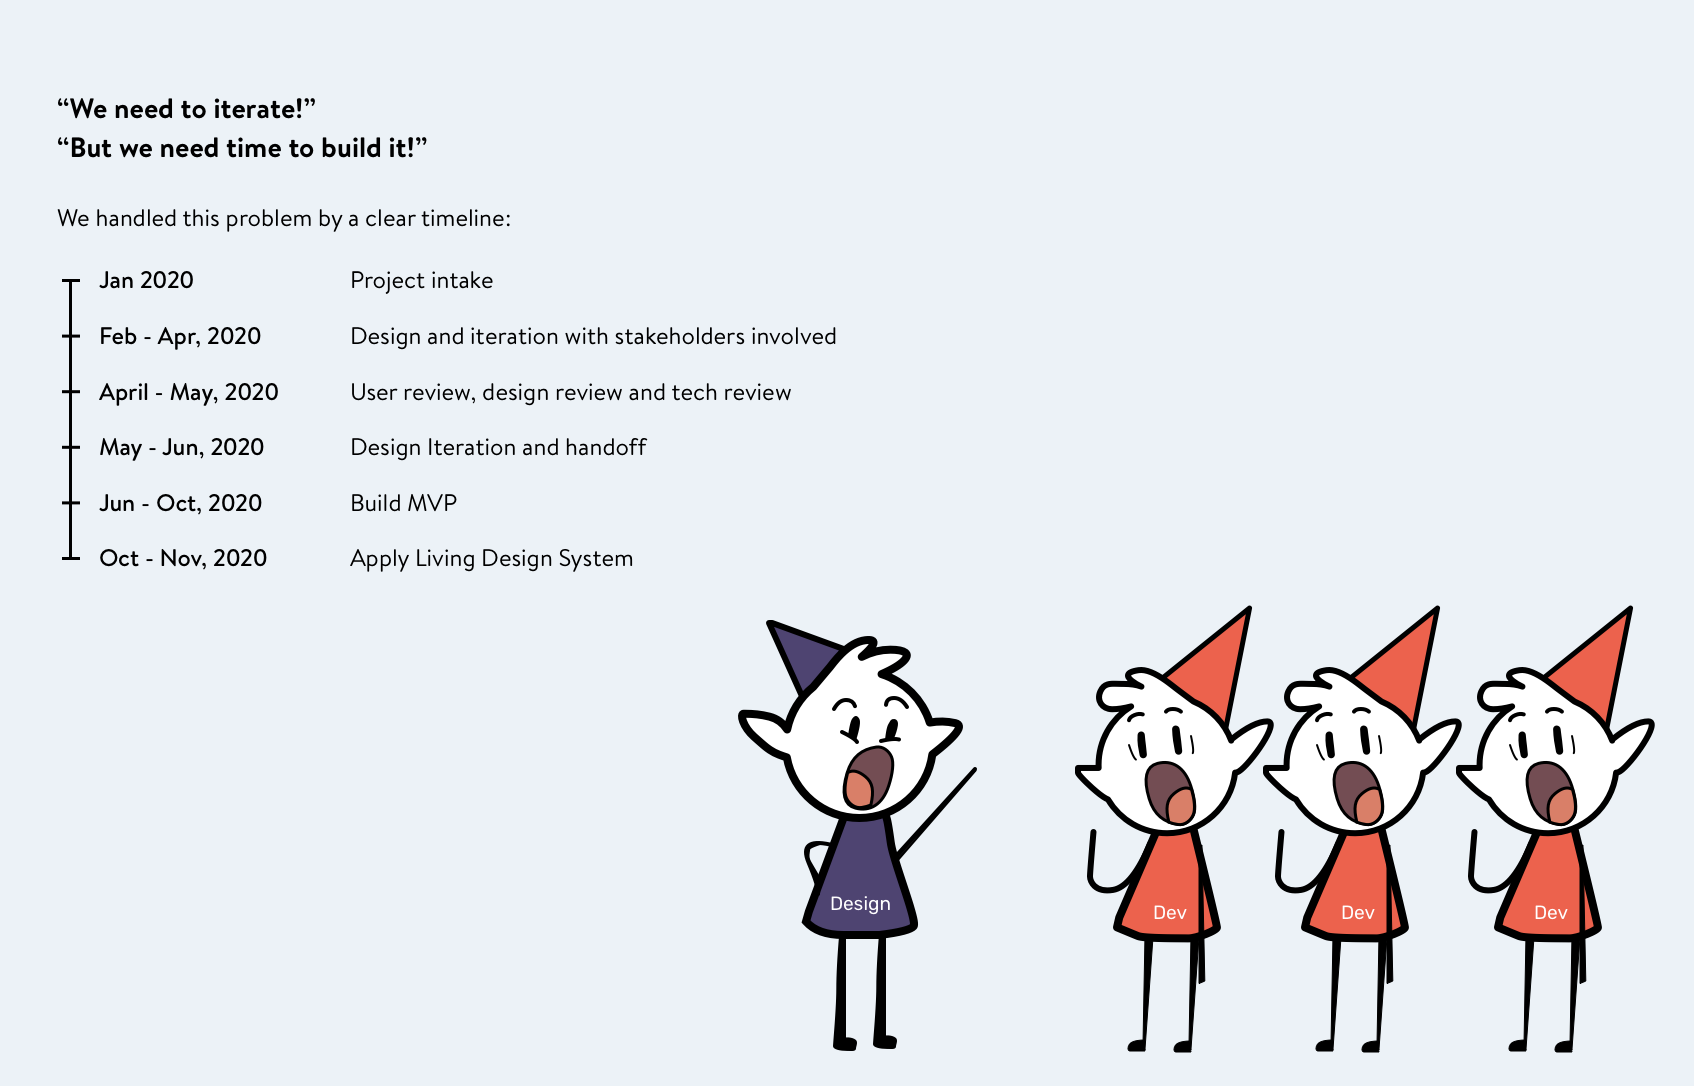 “We need to iterate!”
“But we need time to build it!”
We handled this problem by a clear timeline:
Jan 2020 Project intake
Feb - Apr, 2020 Design and iteration with stakeholders involved
April - May, 2020 User review, design review and tech review
May - Jun, 2020 Design Iteration and handoff
Jun - Oct, 2020 Build MVP
Oct - Nov, 2020 Apply Living Design System
Design
Dev
Dev
Dev